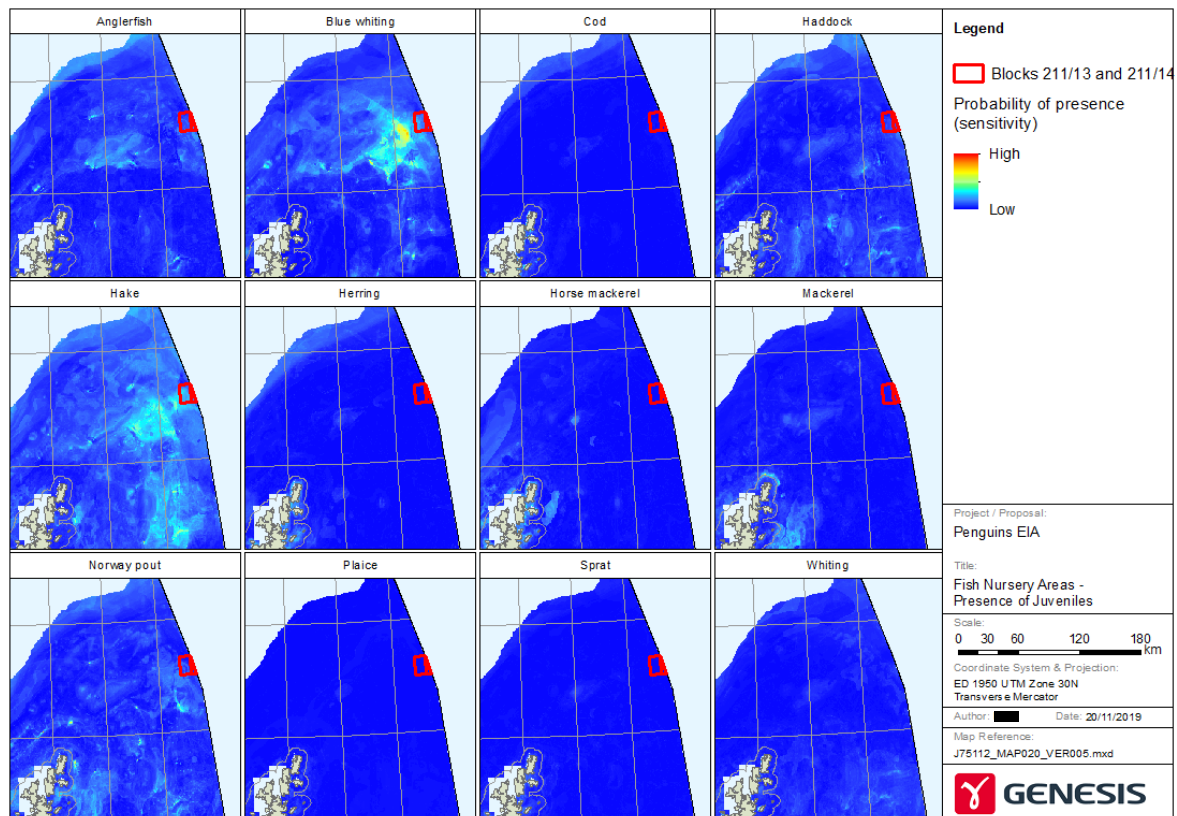 Anglerfish
Blue whiting
Cod
Haddock
Hake
Herring
Horse mackerel
Mackerel
Norway pout
Plaice
Sprat
Whiting
Legend
Blocks 211/13 and 211/14
Probability of presence
(sensitivity)
High
Low
Project / Proposal:
Penguins EIA
Title:
Fish Nursery Areas -
Presence of Juveniles
Scale:
0 30 60 120 180
km
Coordinate System & Projection:
ED 1950 UTM Zone 30N
Transverse Mercator
Author: Date: 20/11/2019
Map Reference:
J75112_MAP020_VER005.mxd
GENESIS